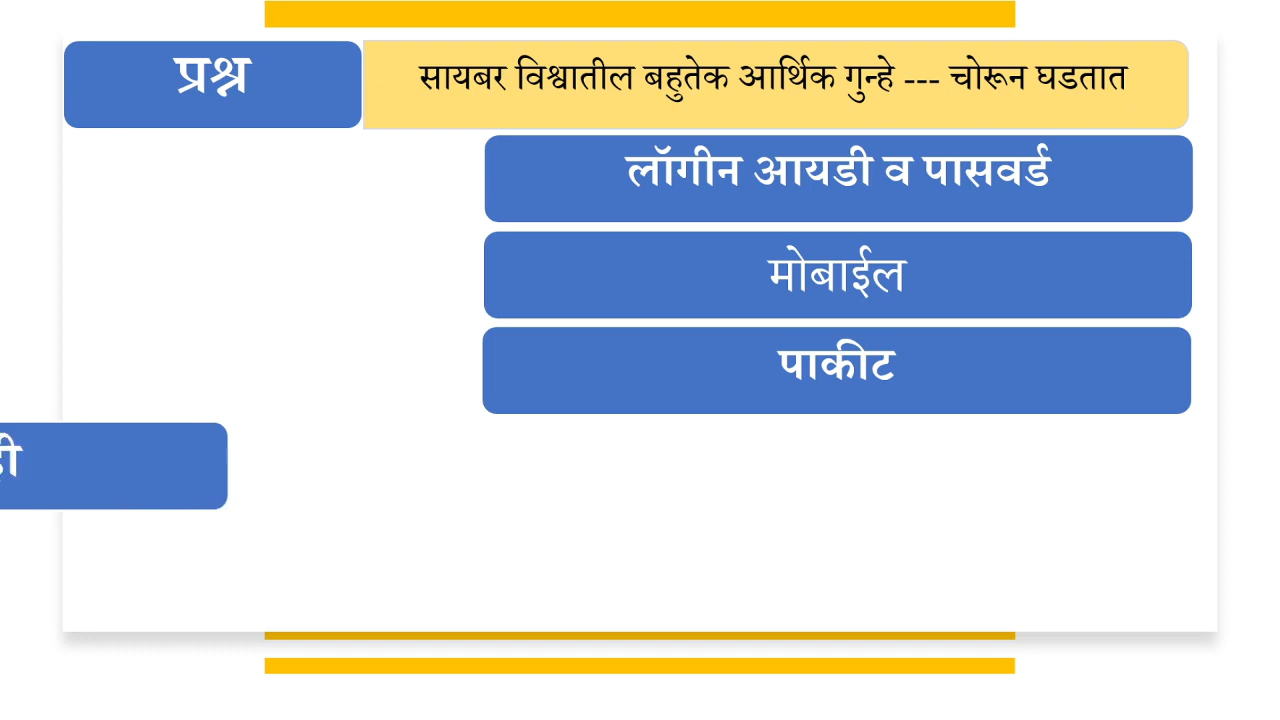 प्रश्न
सायबर विश्वातील बहुतेक आर्थिक गुन्हे --- चोरून घडतात
लॉगीन आयडी व पासवर्ड
मोबाईल
पाकीट